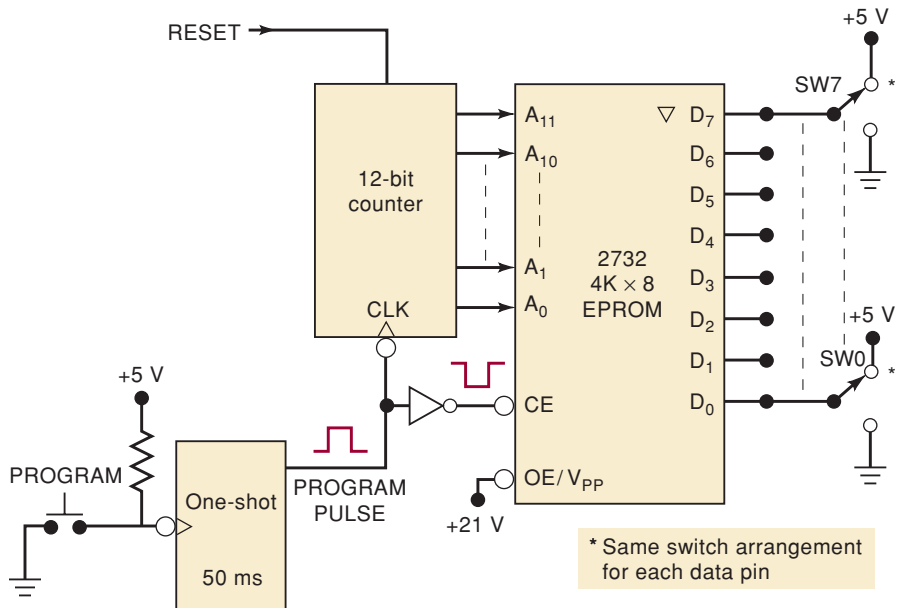 +5 V
RESET
SW7
*
A11
D7
A10
D6
12-bit
counter
D5
D4
2732
4K × 8
EPROM
A1
D3
CLK
A0
D2
+5 V
D1
SW0
*
+5 V
CE
D0
PROGRAM
One-shot
PROGRAM
PULSE
OE/VPP
+21 V
50 ms
* Same switch arrangement
for each data pin